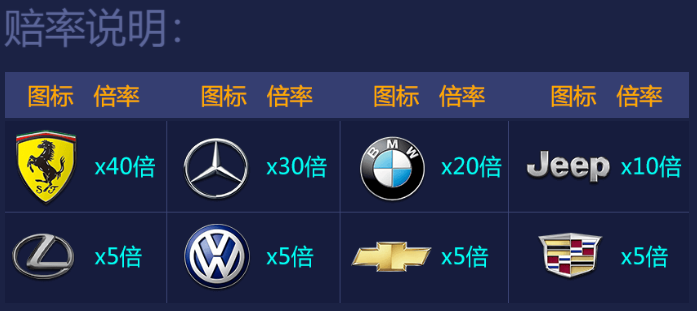 赔率说明：
图标 倍率 图标 倍率 图标 倍率 图标 倍率
S F x40倍 x30倍 BMW x20倍 Jeep x10倍
x5倍 x5倍 x5倍 x5倍